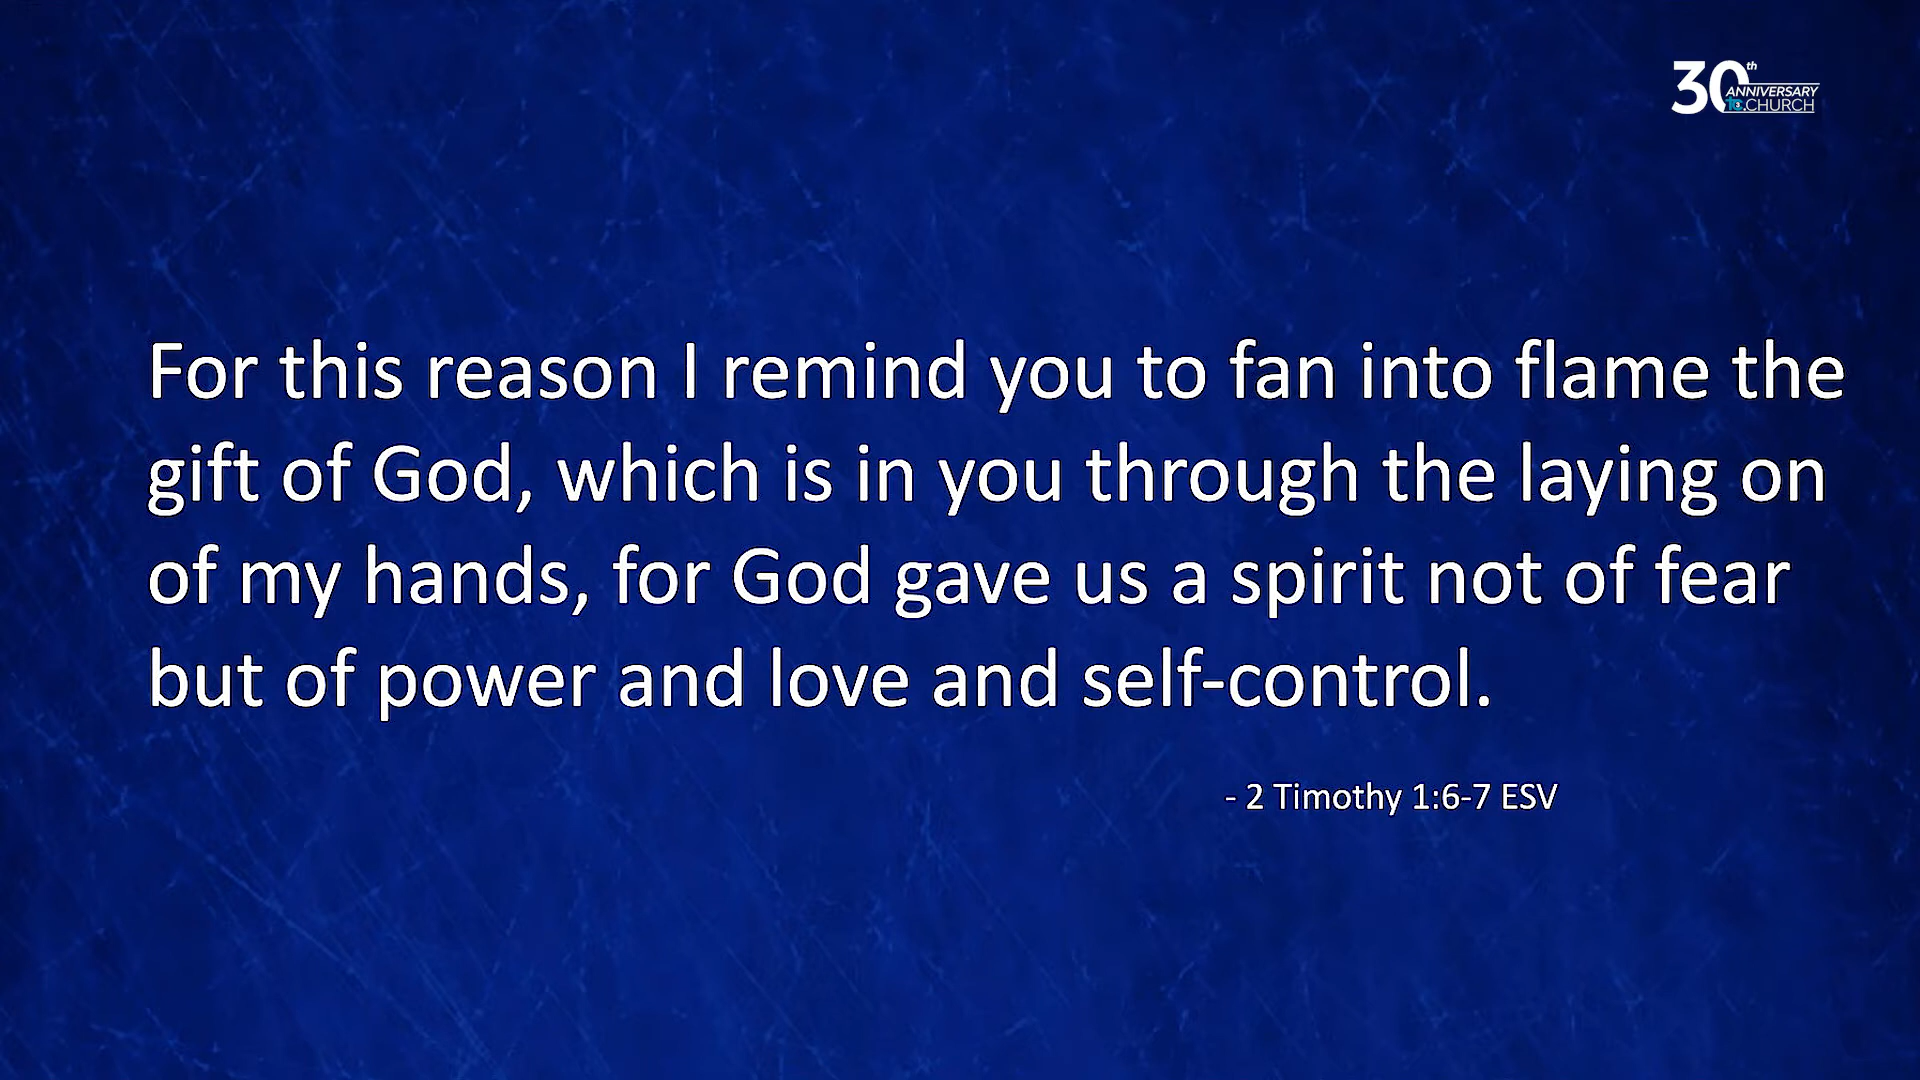 30th
ANNIVERSARY
.CHURCH
For this reason I remind you to fan into flame the
gift of God, which is in you through the laying on
of my hands, for God gave us a spirit not of fear
but of power and love and self-control.
- 2 Timothy 1:6-7 ESV